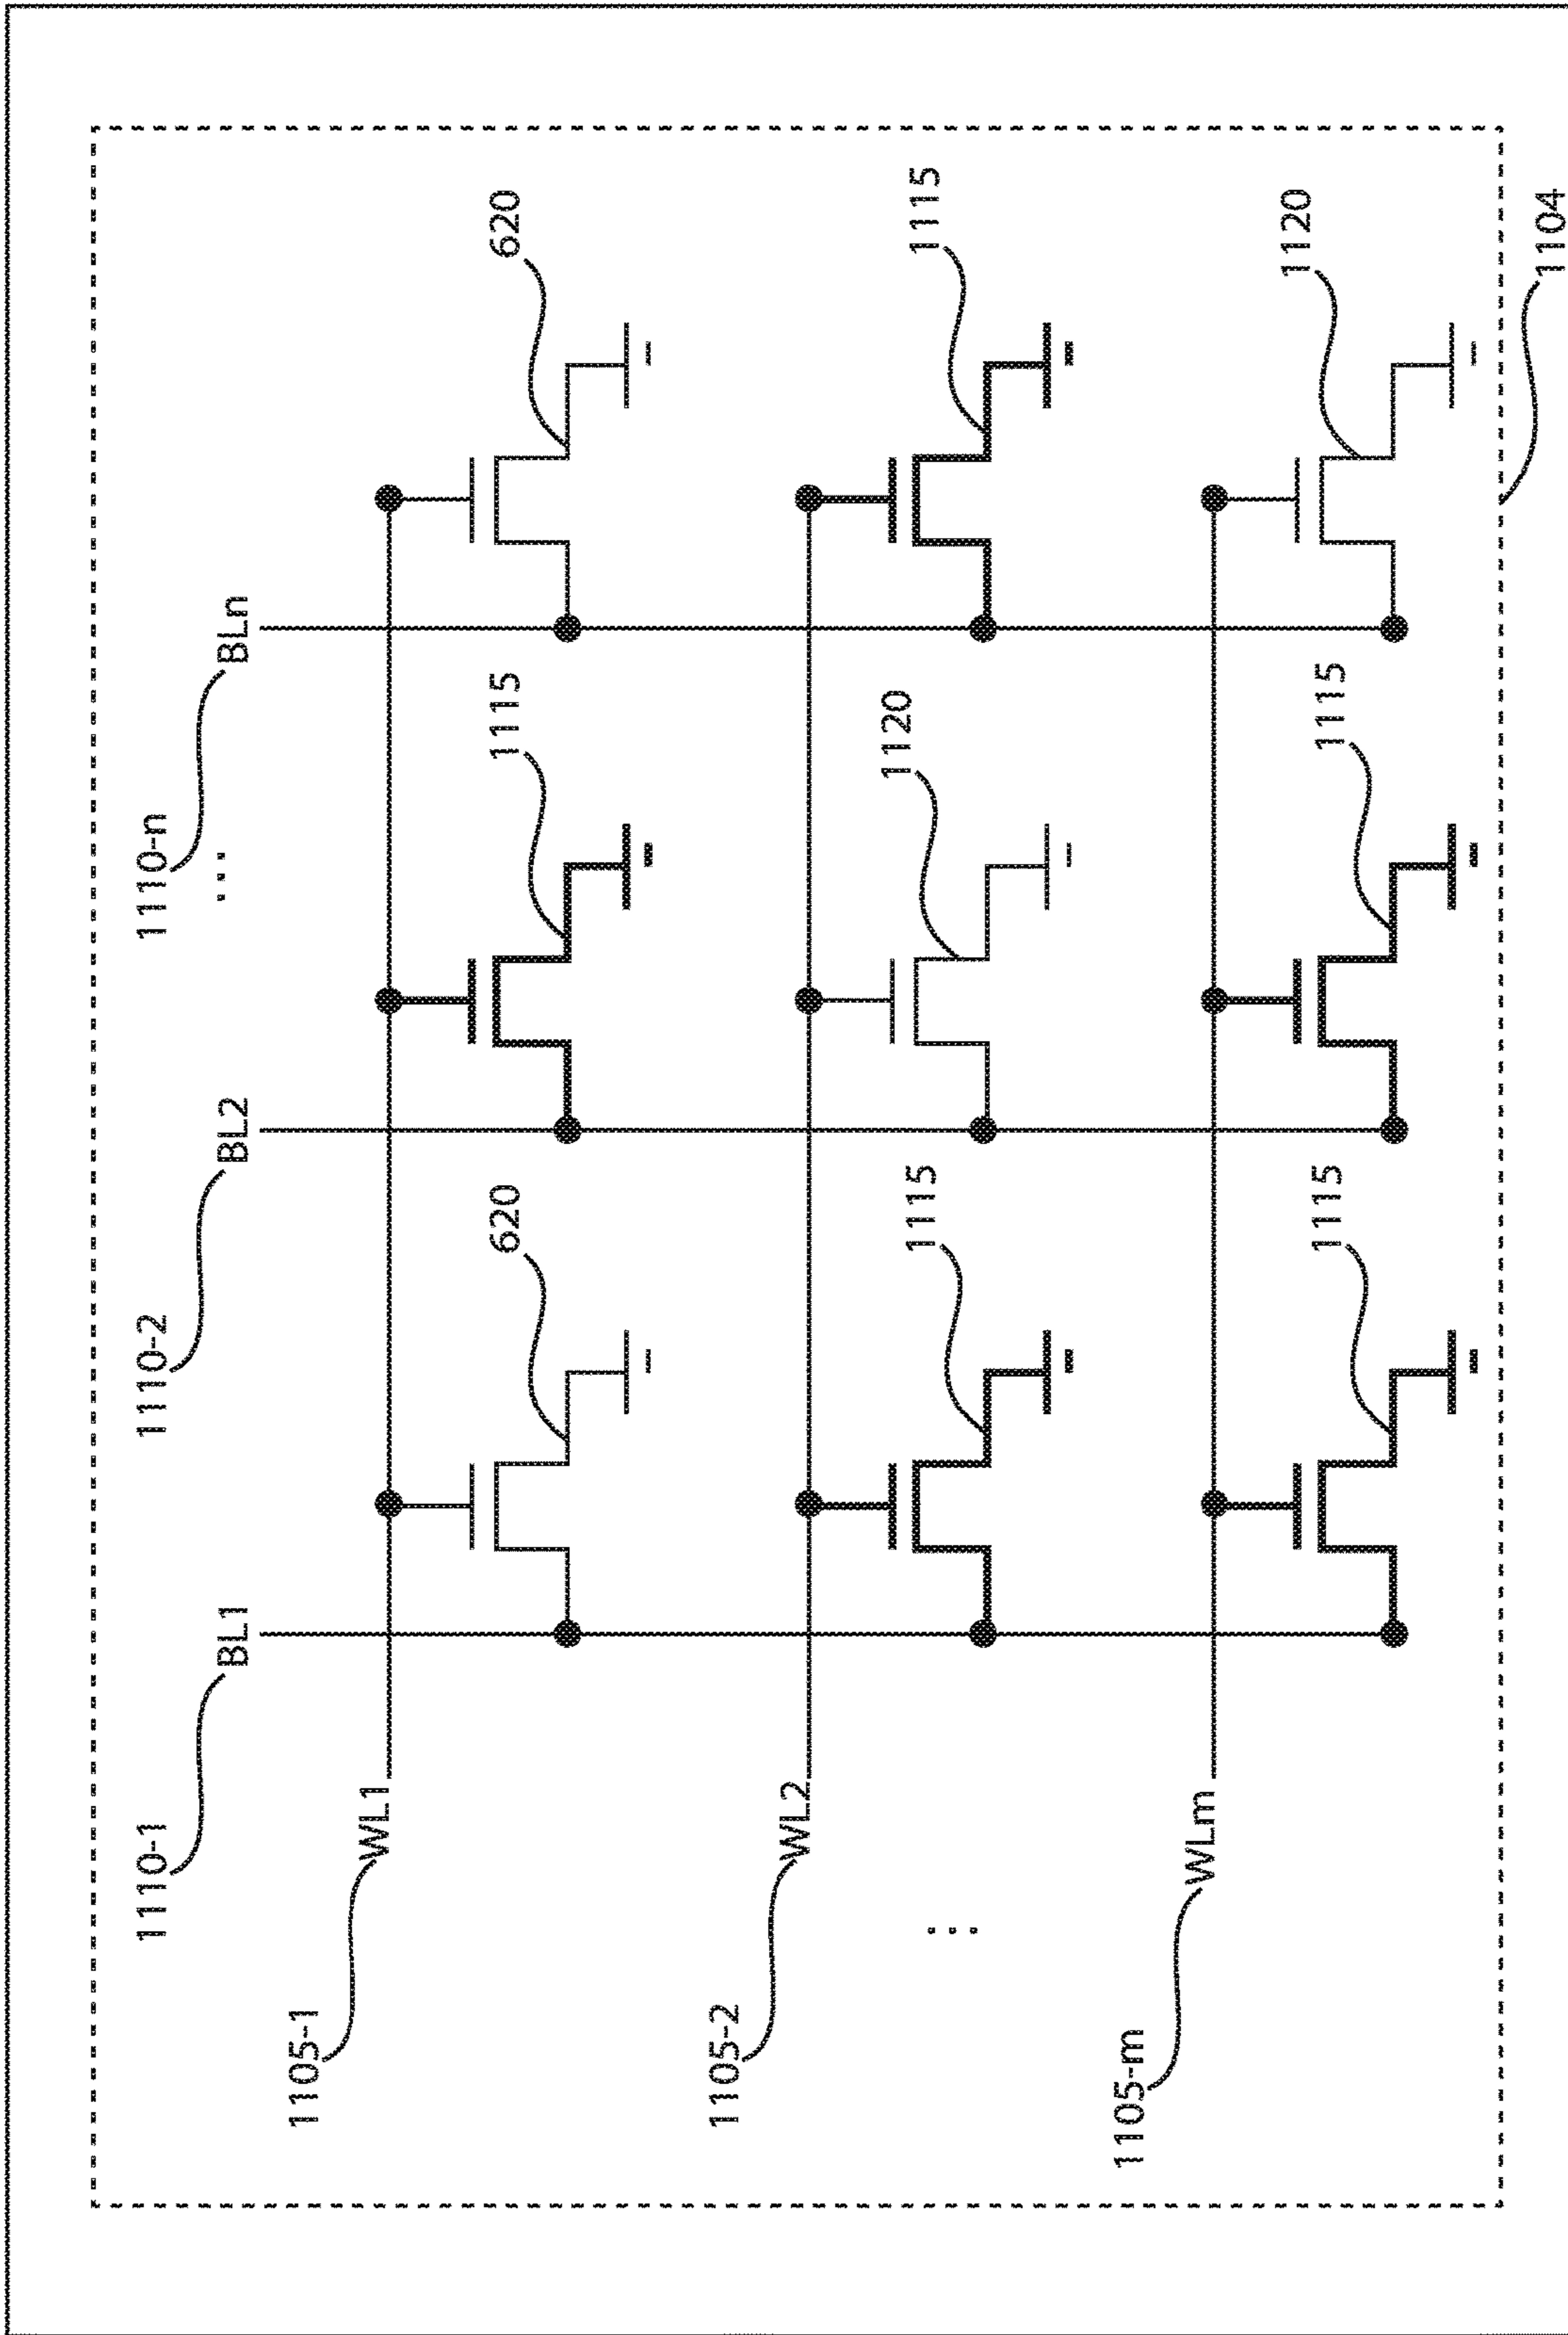 1110-1 1110-2 1110-n
BL1 BL2 ... BLn
1105-1
WL1
620 1115 620
1105-2
WL2
1115 1120 1115
⋮
1105-m
WLm
1115 1115 1120
1104